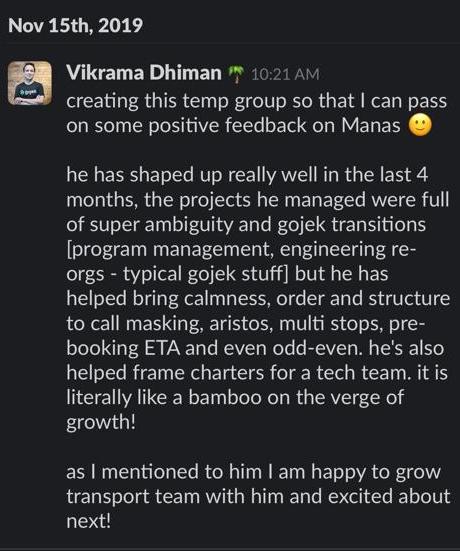 Nov 15th, 2019
Vikrama Dhiman 🌴 10:21 AM
creating this temp group so that I can pass
on some positive feedback on Manas 🙂
he has shaped up really well in the last 4
months, the projects he managed were full
of super ambiguity and gojek transitions
[program management, engineering re-
orgs - typical gojek stuff] but he has
helped bring calmness, order and structure
to call masking, aristos, multi stops, pre-
booking ETA and even odd-even. he's also
helped frame charters for a tech team. it is
literally like a bamboo on the verge of
growth!
as I mentioned to him I am happy to grow
transport team with him and excited about
next!